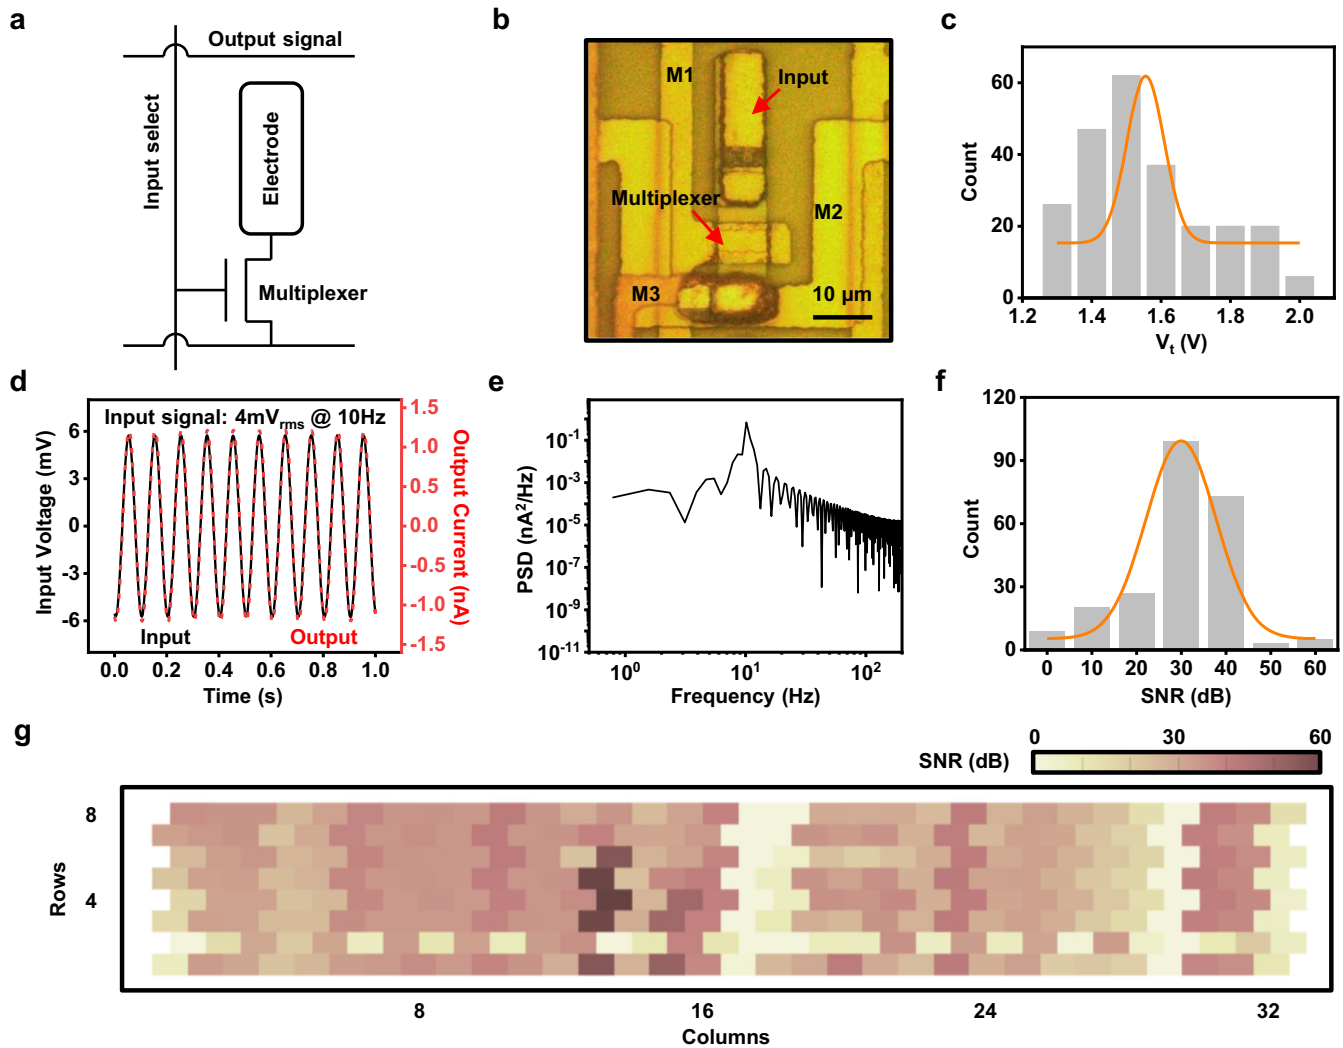 a
Output signal
Input select
Electrode
Multiplexer
b
M1
Input
Multiplexer
M2
M3
10 µm
c
Count
60
40
20
0
1.2 1.4 1.6 1.8 2.0
Vt (V)
d
Input signal: 4mVrms @ 10Hz
Input Voltage (mV)
6
3
0
-3
-6
1.5
1.0
0.5
0.0
-0.5
-1.0
-1.5
Output Current (nA)
Input
Output
0.0 0.2 0.4 0.6 0.8 1.0
Time (s)
e
PSD (nA²/Hz)
10⁻¹
10⁻³
10⁻⁵
10⁻⁷
10⁻⁹
10⁻¹¹
10⁰ 10¹ 10²
Frequency (Hz)
f
Count
120
90
60
30
0
0 10 20 30 40 50 60
SNR (dB)
g
0 30 60
SNR (dB)
Rows
8
4
8 16 24 32
Columns